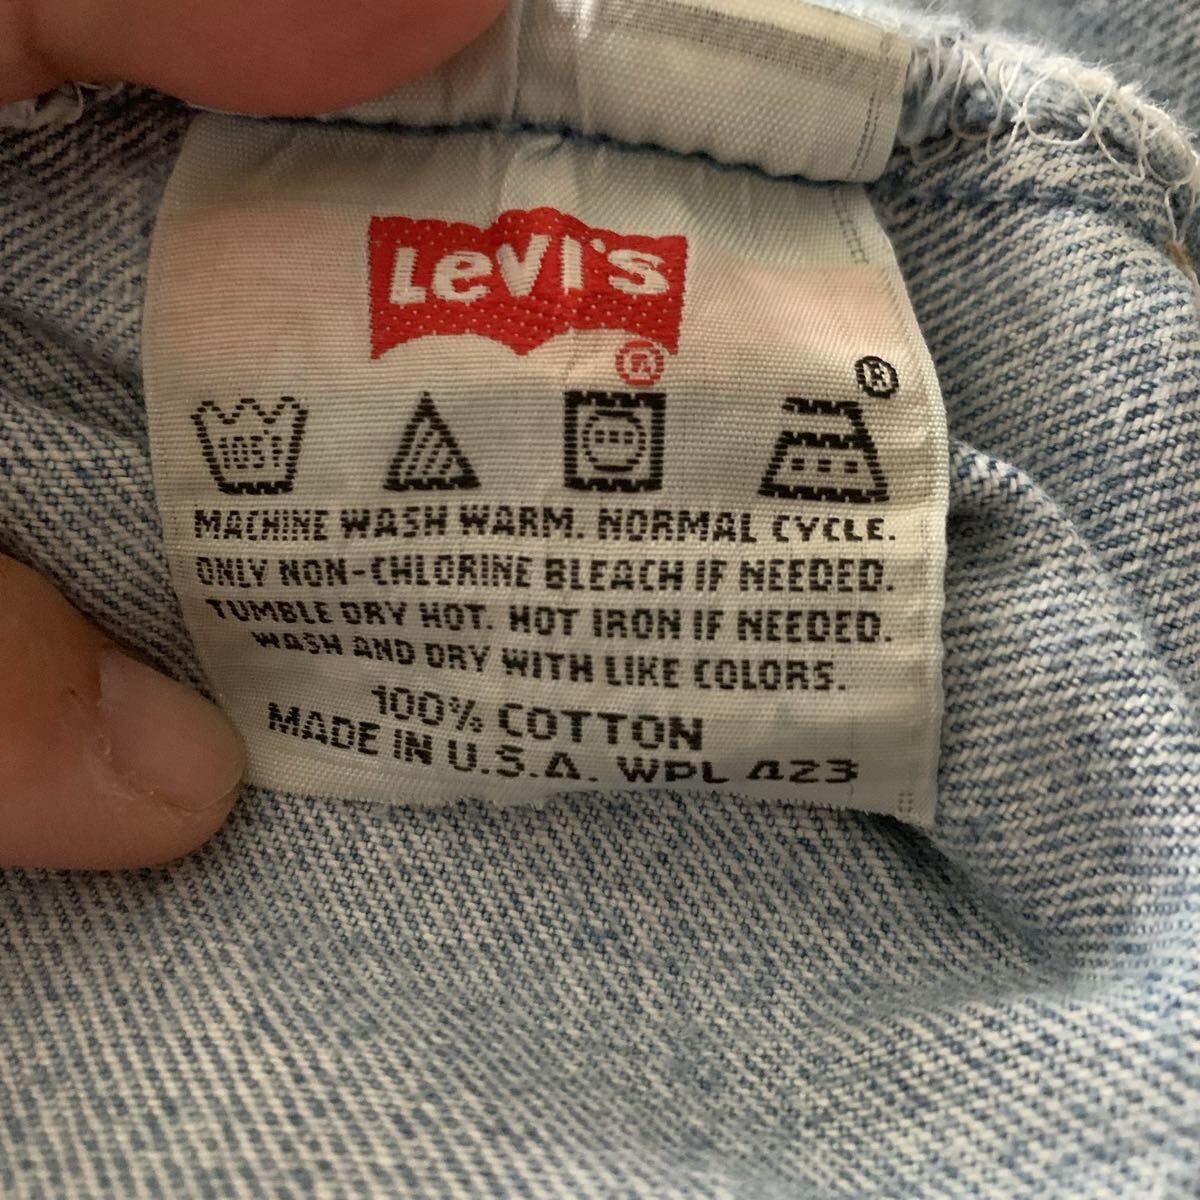 Levi's
®
®
105F
MACHINE WASH WARM. NORMAL CYCLE.
ONLY NON-CHLORINE BLEACH IF NEEDED.
TUMBLE DRY HOT. HOT IRON IF NEEDED.
WASH AND DRY WITH LIKE COLORS.
100% COTTON
MADE IN U.S.A. WPL 423